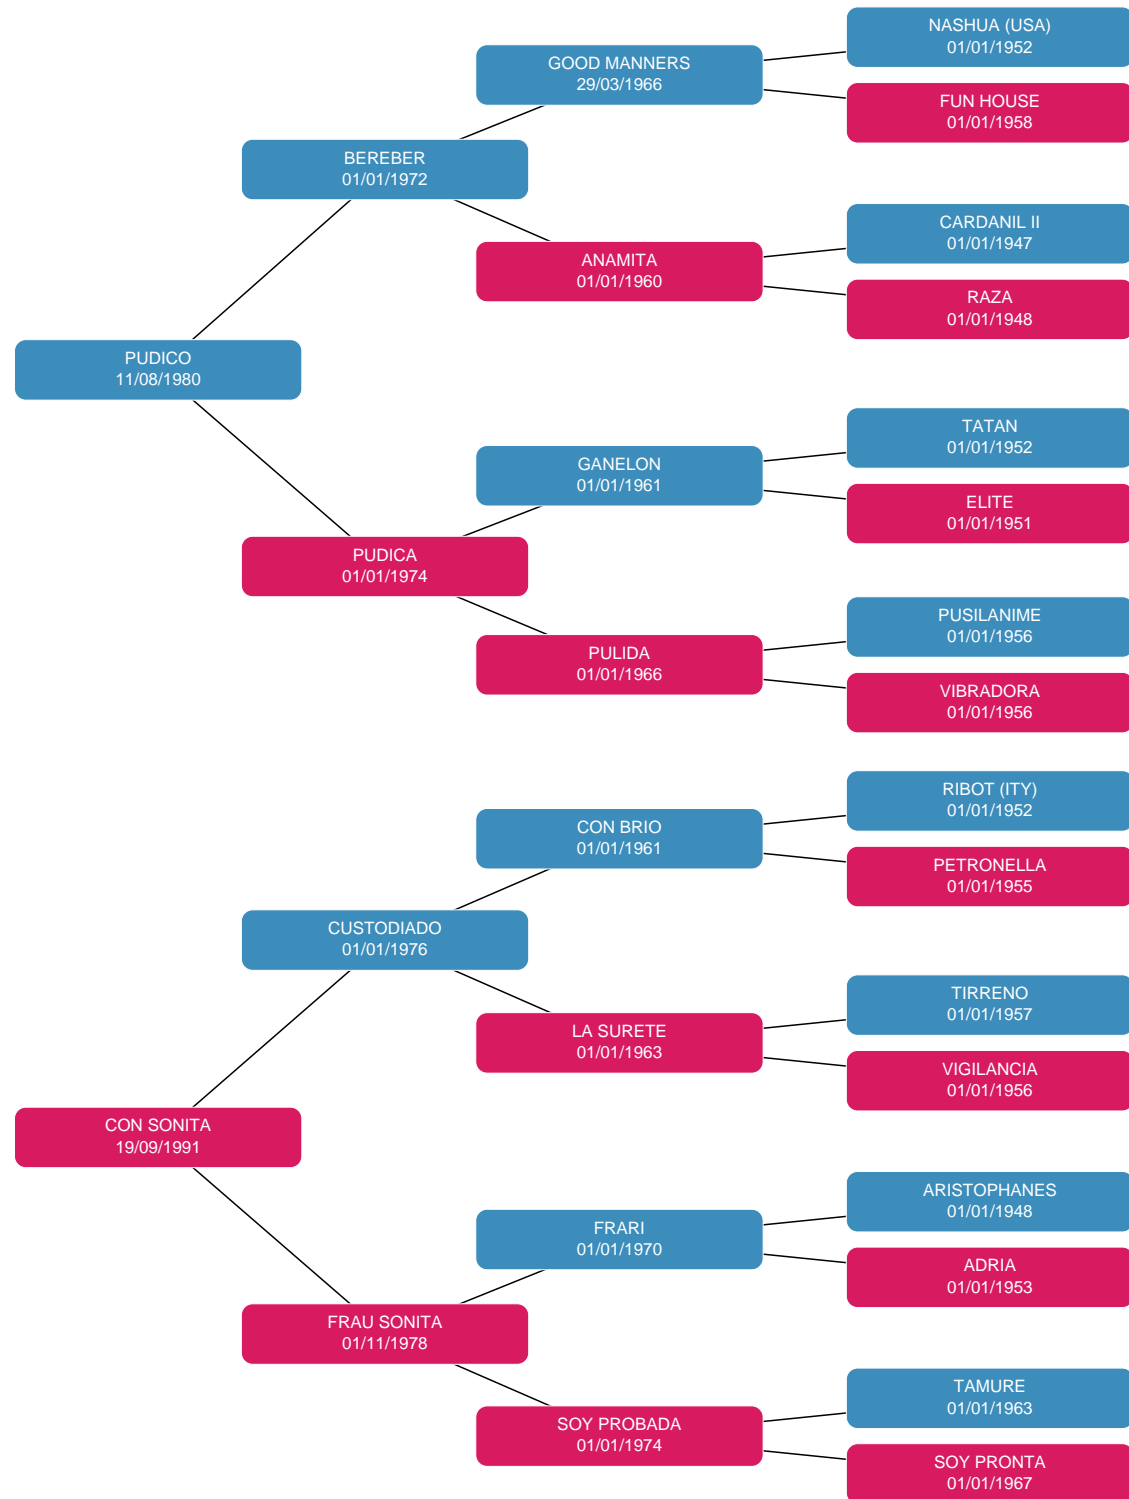 NASHUA (USA)
01/01/1952
GOOD MANNERS
29/03/1966
FUN HOUSE
01/01/1958
BEREBER
01/01/1972
CARDANIL II
01/01/1947
ANAMITA
01/01/1960
RAZA
01/01/1948
PUDICO
11/08/1980
TATAN
01/01/1952
GANELON
01/01/1961
ELITE
01/01/1951
PUDICA
01/01/1974
PUSILANIME
01/01/1956
PULIDA
01/01/1966
VIBRADORA
01/01/1956
RIBOT (ITY)
01/01/1952
CON BRIO
01/01/1961
PETRONELLA
01/01/1955
CUSTODIADO
01/01/1976
TIRRENO
01/01/1957
LA SURETE
01/01/1963
VIGILANCIA
01/01/1956
CON SONITA
19/09/1991
ARISTOPHANES
01/01/1948
FRARI
01/01/1970
ADRIA
01/01/1953
FRAU SONITA
01/11/1978
TAMURE
01/01/1963
SOY PROBADA
01/01/1974
SOY PRONTA
01/01/1967